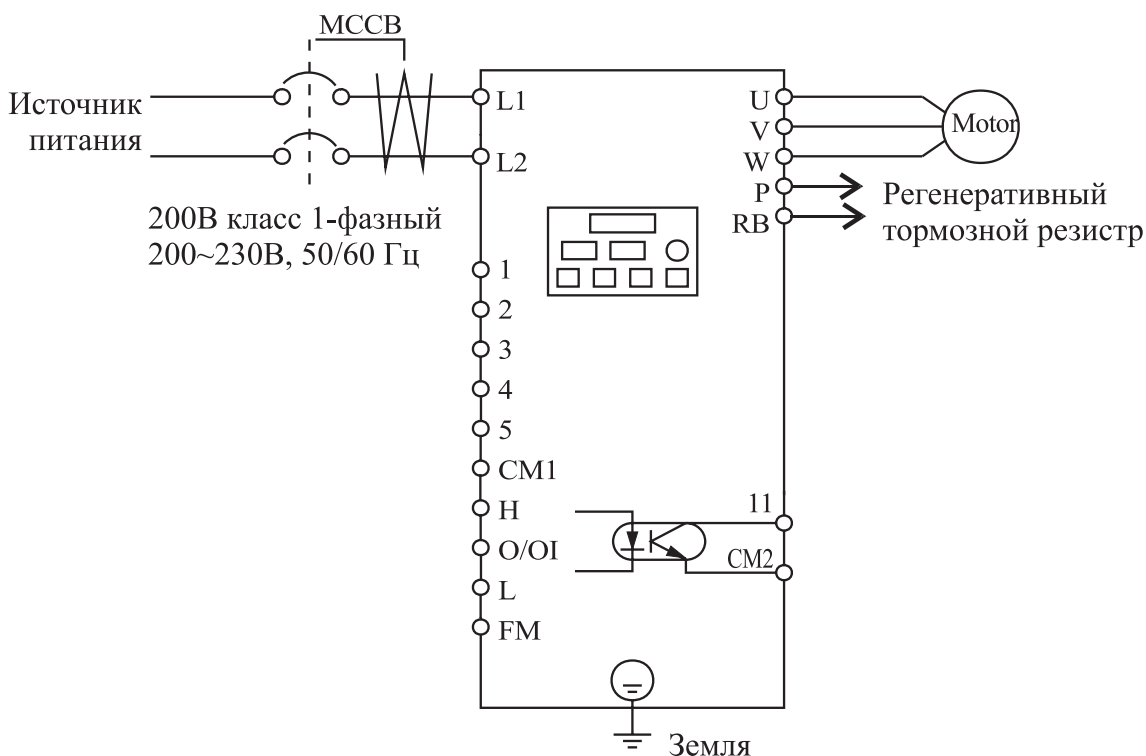 MCCB
Источник
питания
L1
L2
U
V
W
P
RB
Motor
Регенеративный
тормозной резистр
200В класс 1-фазный
200~230В, 50/60 Гц
1
2
3
4
5
CM1
H
O/OI
L
FM
11
CM2
Земля